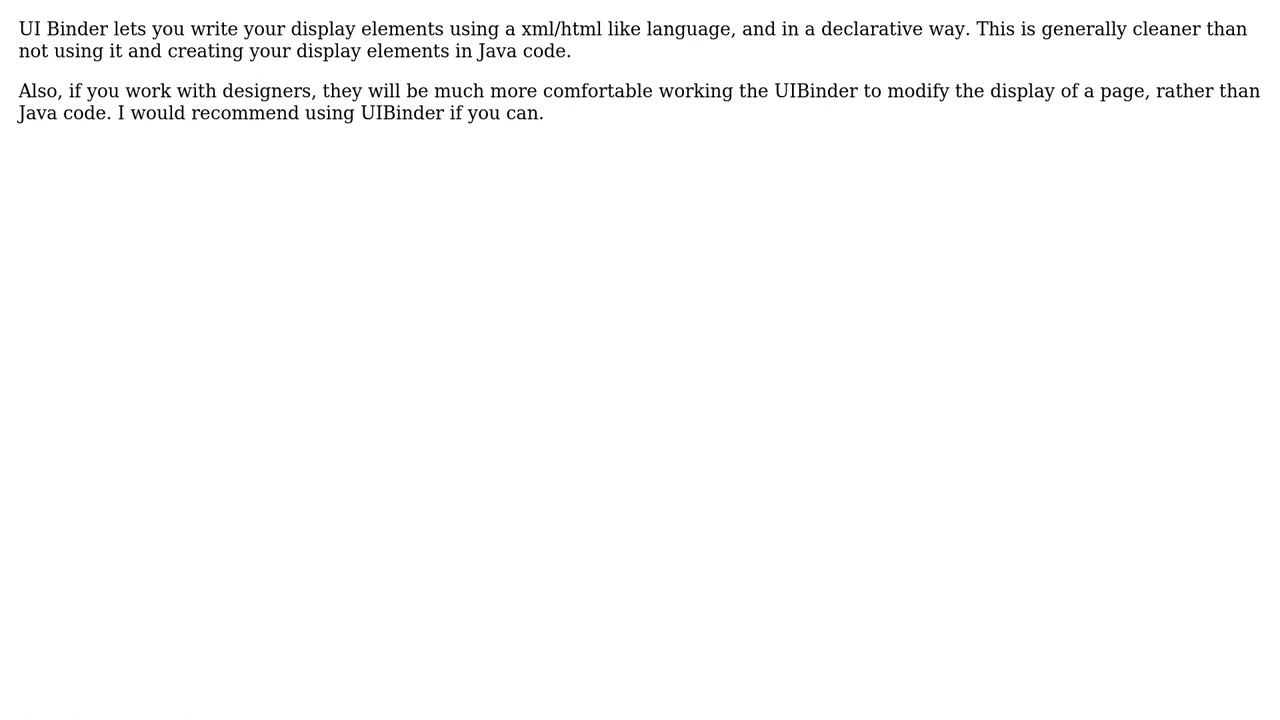 UI Binder lets you write your display elements using a xml/html like language, and in a declarative way. This is generally cleaner than
not using it and creating your display elements in Java code.
Also, if you work with designers, they will be much more comfortable working the UIBinder to modify the display of a page, rather than
Java code. I would recommend using UIBinder if you can.